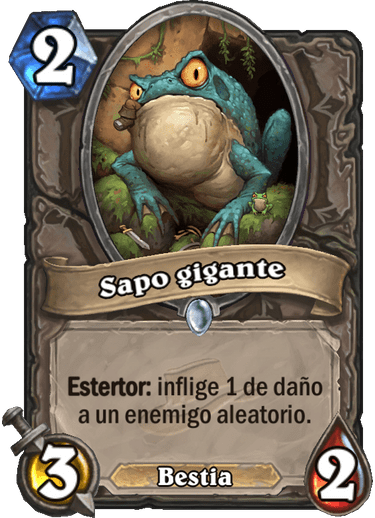 2
Sapo gigante
Estertor: inflige 1 de daño
a un enemigo aleatorio.
3
Bestia
2